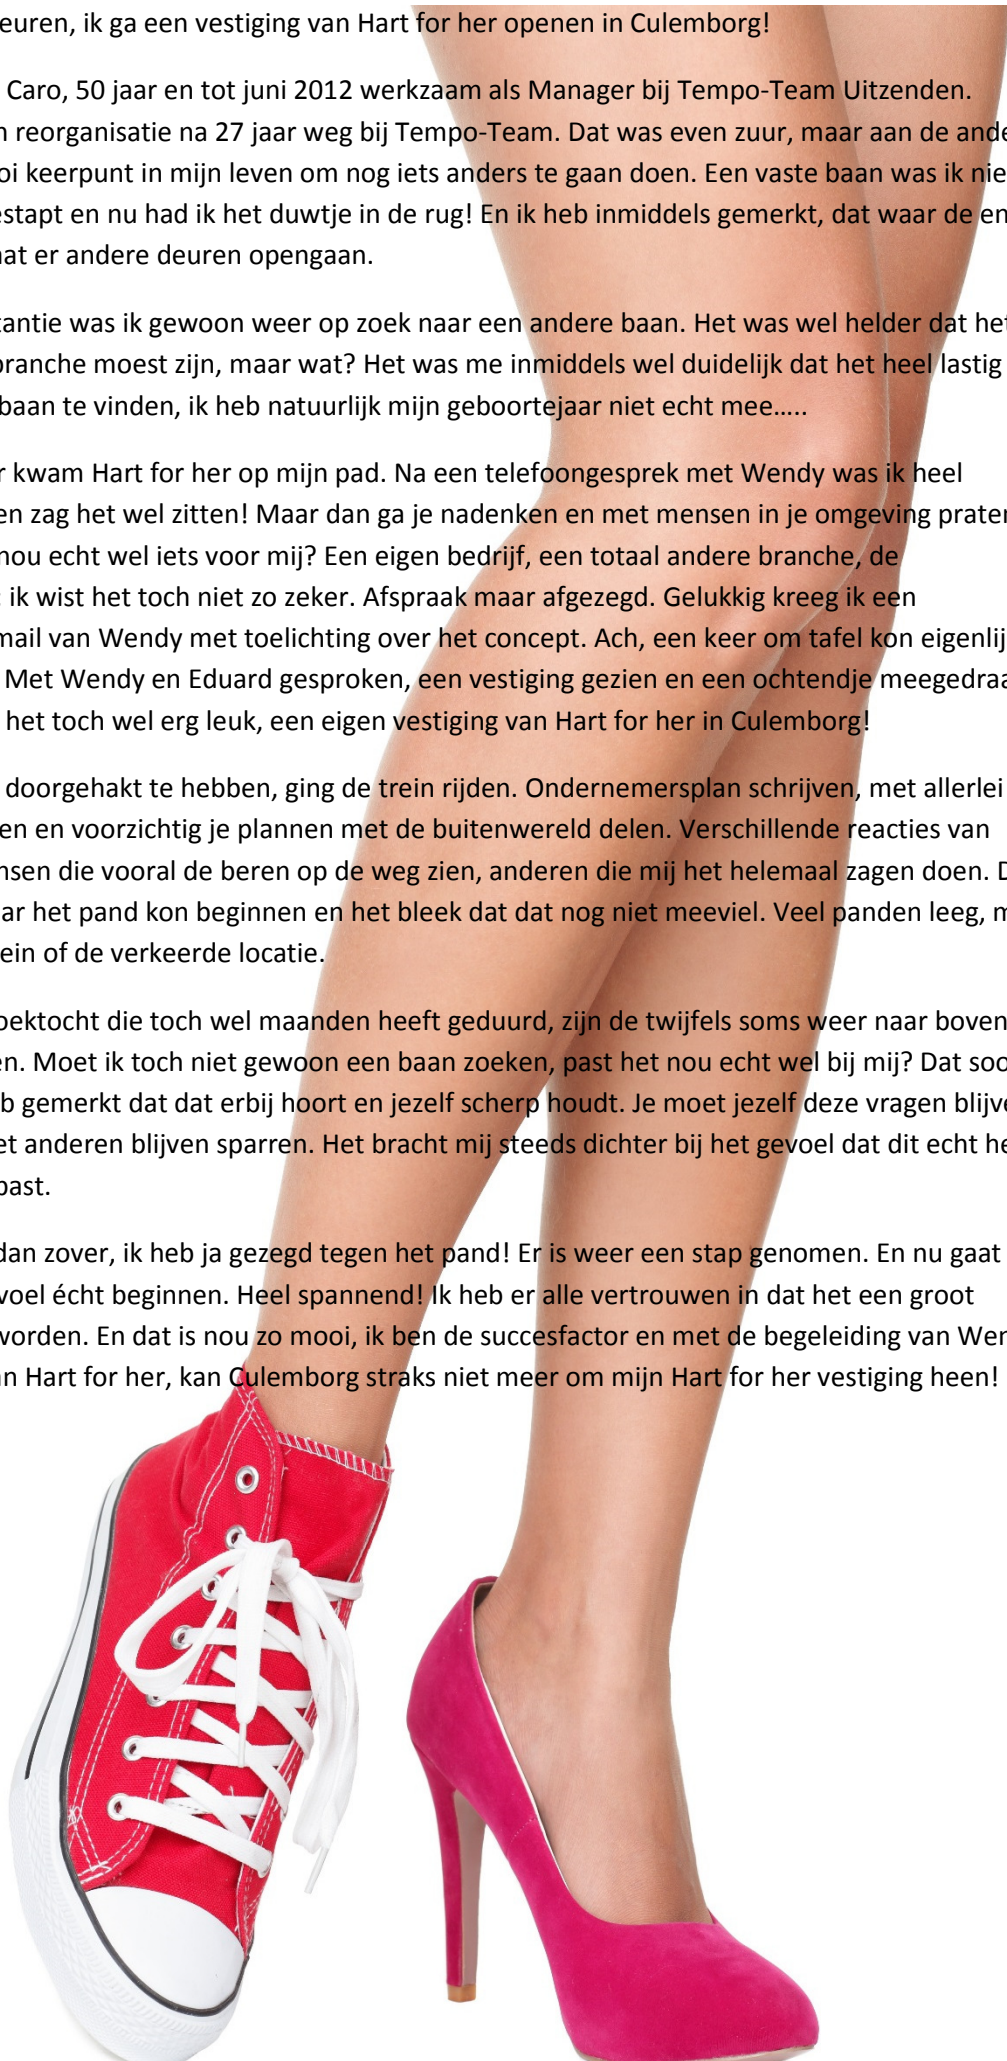 euren, ik ga een vestiging van Hart for her openen in Culemborg!
Caro, 50 jaar en tot juni 2012 werkzaam als Manager bij Tempo-Team Uitzenden.
n reorganisatie na 27 jaar weg bij Tempo-Team. Dat was even zuur, maar aan de ande
oi keerpunt in mijn leven om nog iets anders te gaan doen. Een vaste baan was ik nie
estapt en nu had ik het duwtje in de rug! En ik heb inmiddels gemerkt, dat waar de en
aat er andere deuren opengaan.
tantie was ik gewoon weer op zoek naar een andere baan. Het was wel helder dat het
branche moest zijn, maar wat? Het was me inmiddels wel duidelijk dat het heel lastig
baan te vinden, ik heb natuurlijk mijn geboortejaar niet echt mee.....
r kwam Hart for her op mijn pad. Na een telefoongesprek met Wendy was ik heel
en zag het wel zitten! Maar dan ga je nadenken en met mensen in je omgeving praten
nou echt wel iets voor mij? Een eigen bedrijf, een totaal andere branche, de
ik wist het toch niet zo zeker. Afspraak maar afgezegd. Gelukkig kreeg ik een
mail van Wendy met toelichting over het concept. Ach, een keer om tafel kon eigenlij
Met Wendy en Eduard gesproken, een vestiging gezien en een ochtendje meegedraa
het toch wel erg leuk, een eigen vestiging van Hart for her in Culemborg!
doorgehakt te hebben, ging de trein rijden. Ondernemersplan schrijven, met allerlei
en en voorzichtig je plannen met de buitenwereld delen. Verschillende reacties van
nsen die vooral de beren op de weg zien, anderen die mij het helemaal zagen doen. D
ar het pand kon beginnen en het bleek dat dat nog niet meeviel. Veel panden leeg, m
ein of de verkeerde locatie.
oektocht die toch wel maanden heeft geduurd, zijn de twijfels soms weer naar boven
en. Moet ik toch niet gewoon een baan zoeken, past het nou echt wel bij mij? Dat soo
b gemerkt dat dat erbij hoort en jezelf scherp houdt. Je moet jezelf deze vragen blijve
et anderen blijven sparren. Het bracht mij steeds dichter bij het gevoel dat dit echt he
past.
dan zover, ik heb ja gezegd tegen het pand! Er is weer een stap genomen. En nu gaat
voel écht beginnen. Heel spannend! Ik heb er alle vertrouwen in dat het een groot
worden. En dat is nou zo mooi, ik ben de succesfactor en met de begeleiding van Wen
an Hart for her, kan Culemborg straks niet meer om mijn Hart for her vestiging heen!